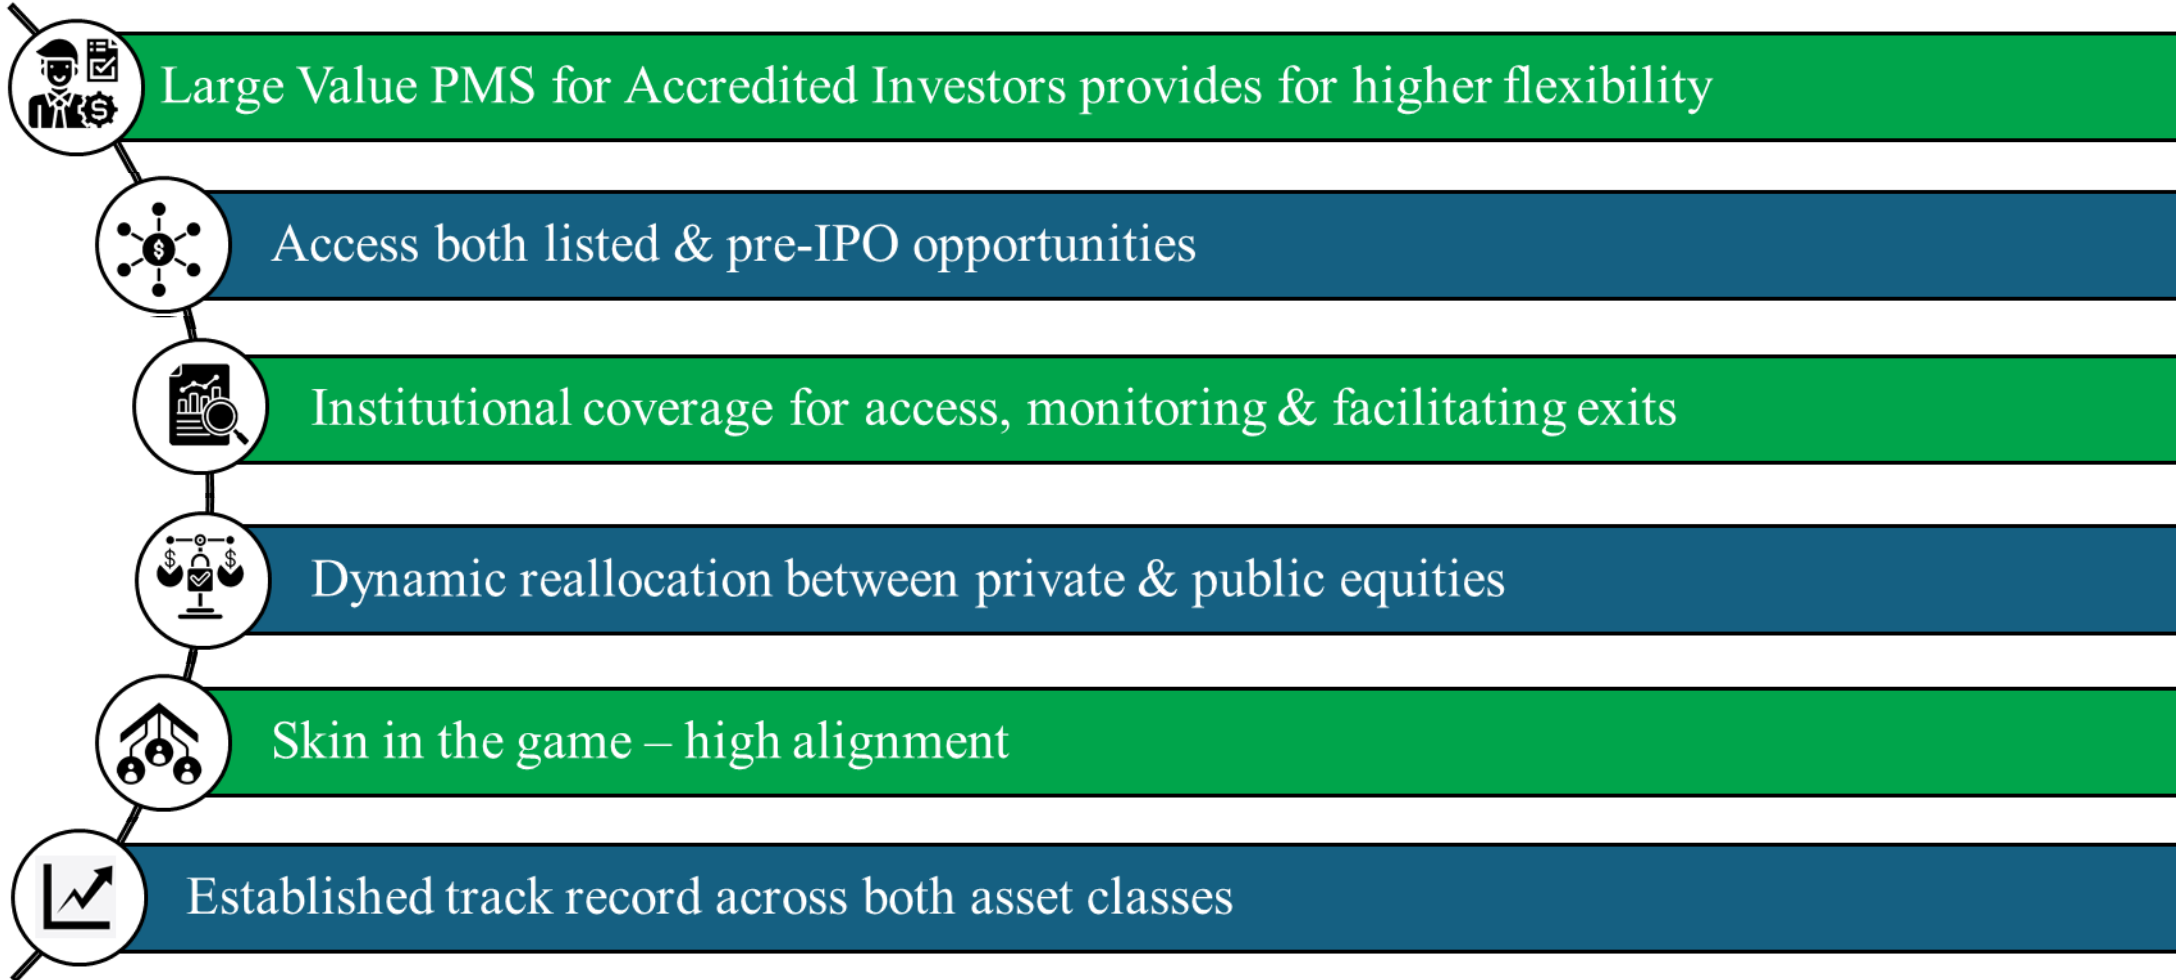 Large Value PMS for Accredited Investors provides for higher flexibility
Access both listed & pre-IPO opportunities
Institutional coverage for access, monitoring & facilitating exits
Dynamic reallocation between private & public equities
Skin in the game – high alignment
Established track record across both asset classes